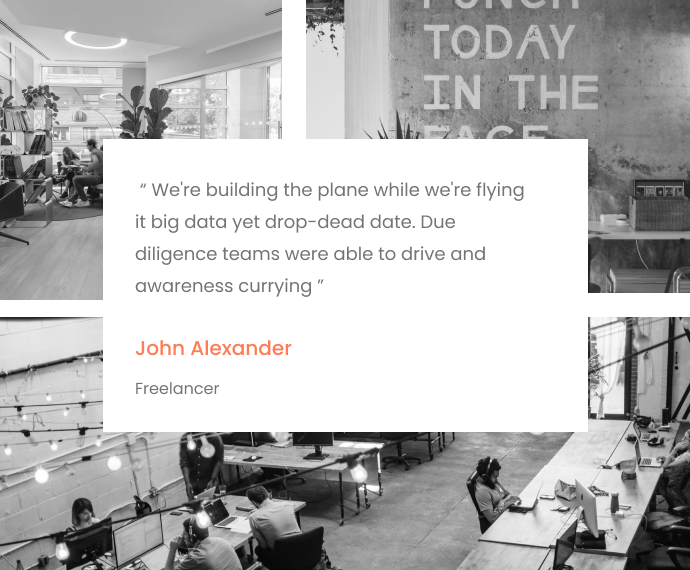 PUNCH
TODAY
IN THE
FACE
“ We're building the plane while we're flying
it big data yet drop-dead date. Due
diligence teams were able to drive and
awareness currying ”
John Alexander
Freelancer